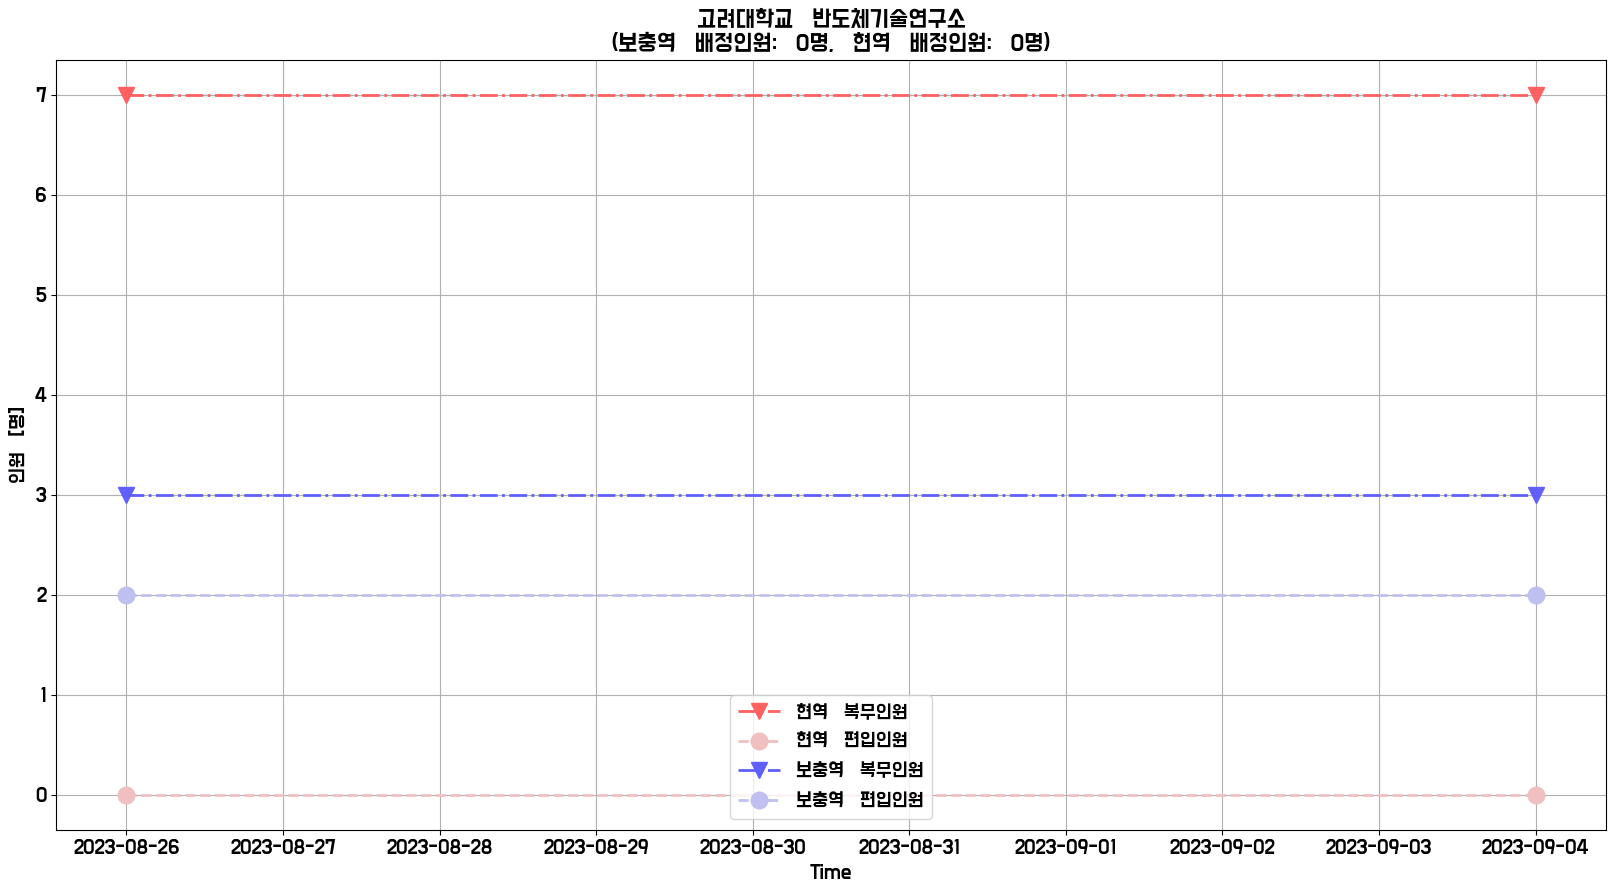 고려대학교 반도체기술연구소
(보충역 배정인원: 0명, 현역 배정인원: 0명)
7
6
5
4
3
2
1
0
인원 [명]
현역 복무인원
현역 편입인원
보충역 복무인원
보충역 편입인원
2023-08-26 2023-08-27 2023-08-28 2023-08-29 2023-08-30 2023-08-31 2023-09-01 2023-09-02 2023-09-03 2023-09-04
Time